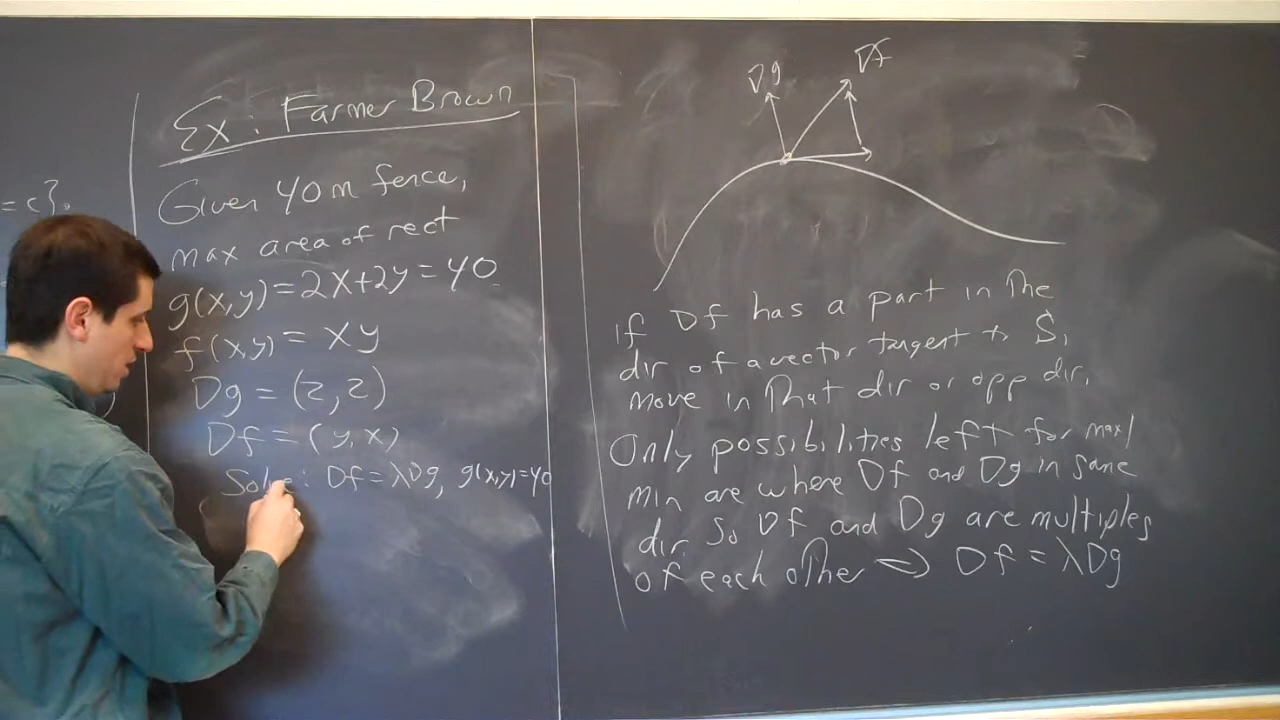 = c}.
Ex: Farmer Brown
Given 40m fence,
max area of rect
g(x,y) = 2x+2y = 40
f(x,y) = xy
Dg = (2,2)
Df = (y,x)
Solve: Df = λDg, g(x,y)=40
Dg
Df
If Df has a part in the
dir of a vector tangent to S,
move in that dir or opp dir.
Only possibilities left for max/
min are where Df and Dg in same
dir. So Df and Dg are multiples
of each other => Df = λDg